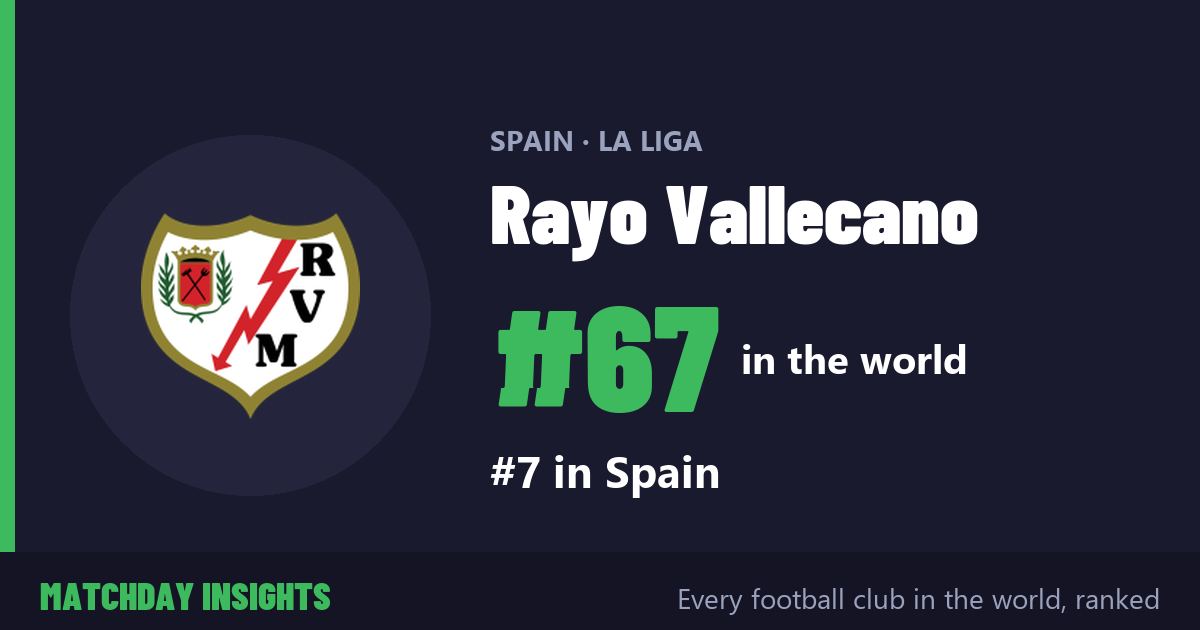 SPAIN · LA LIGA
Rayo Vallecano
#67 in the world
#7 in Spain
R
V
M
MATCHDAY INSIGHTS
Every football club in the world, ranked